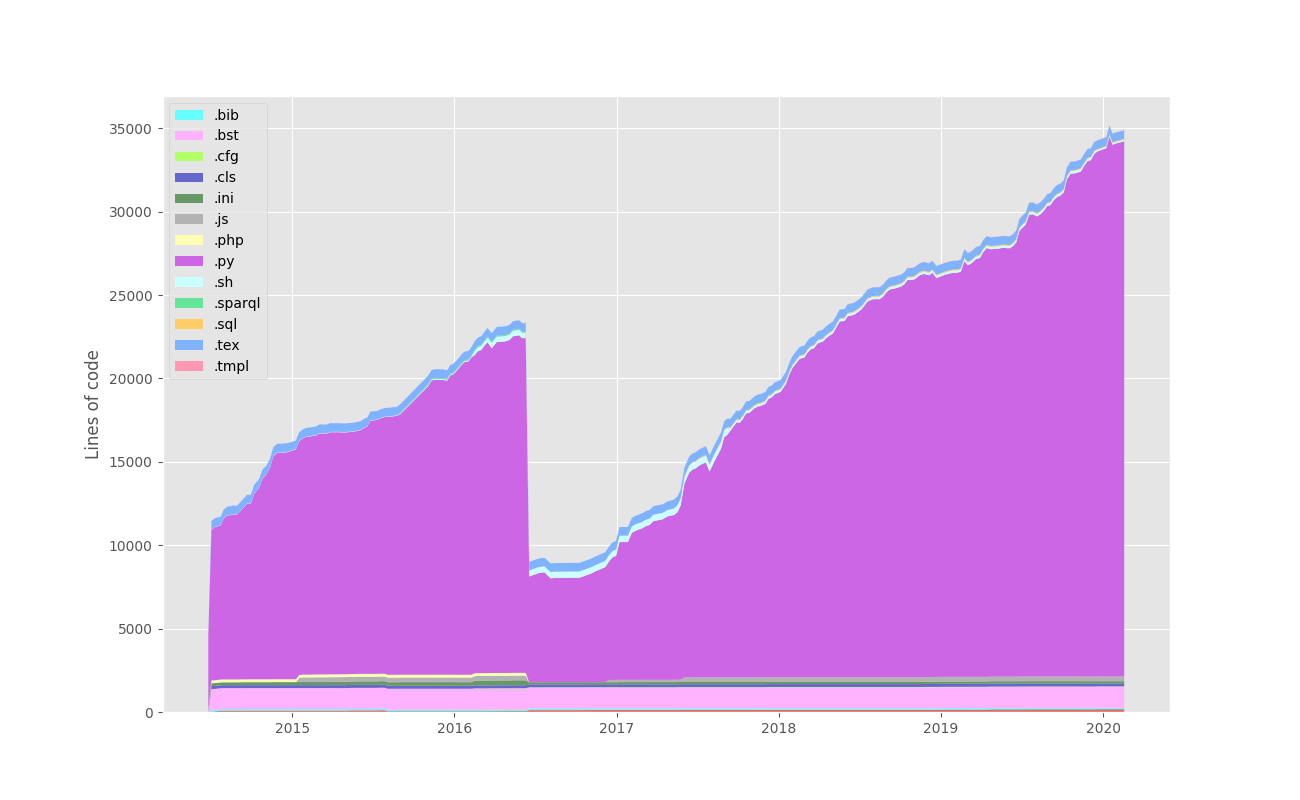 .bib
.bst
.cfg
.cls
.ini
.js
.php
.py
.sh
.sparql
.sql
.tex
.tmpl
Lines of code
35000
30000
25000
20000
15000
10000
5000
0
2015 2016 2017 2018 2019 2020